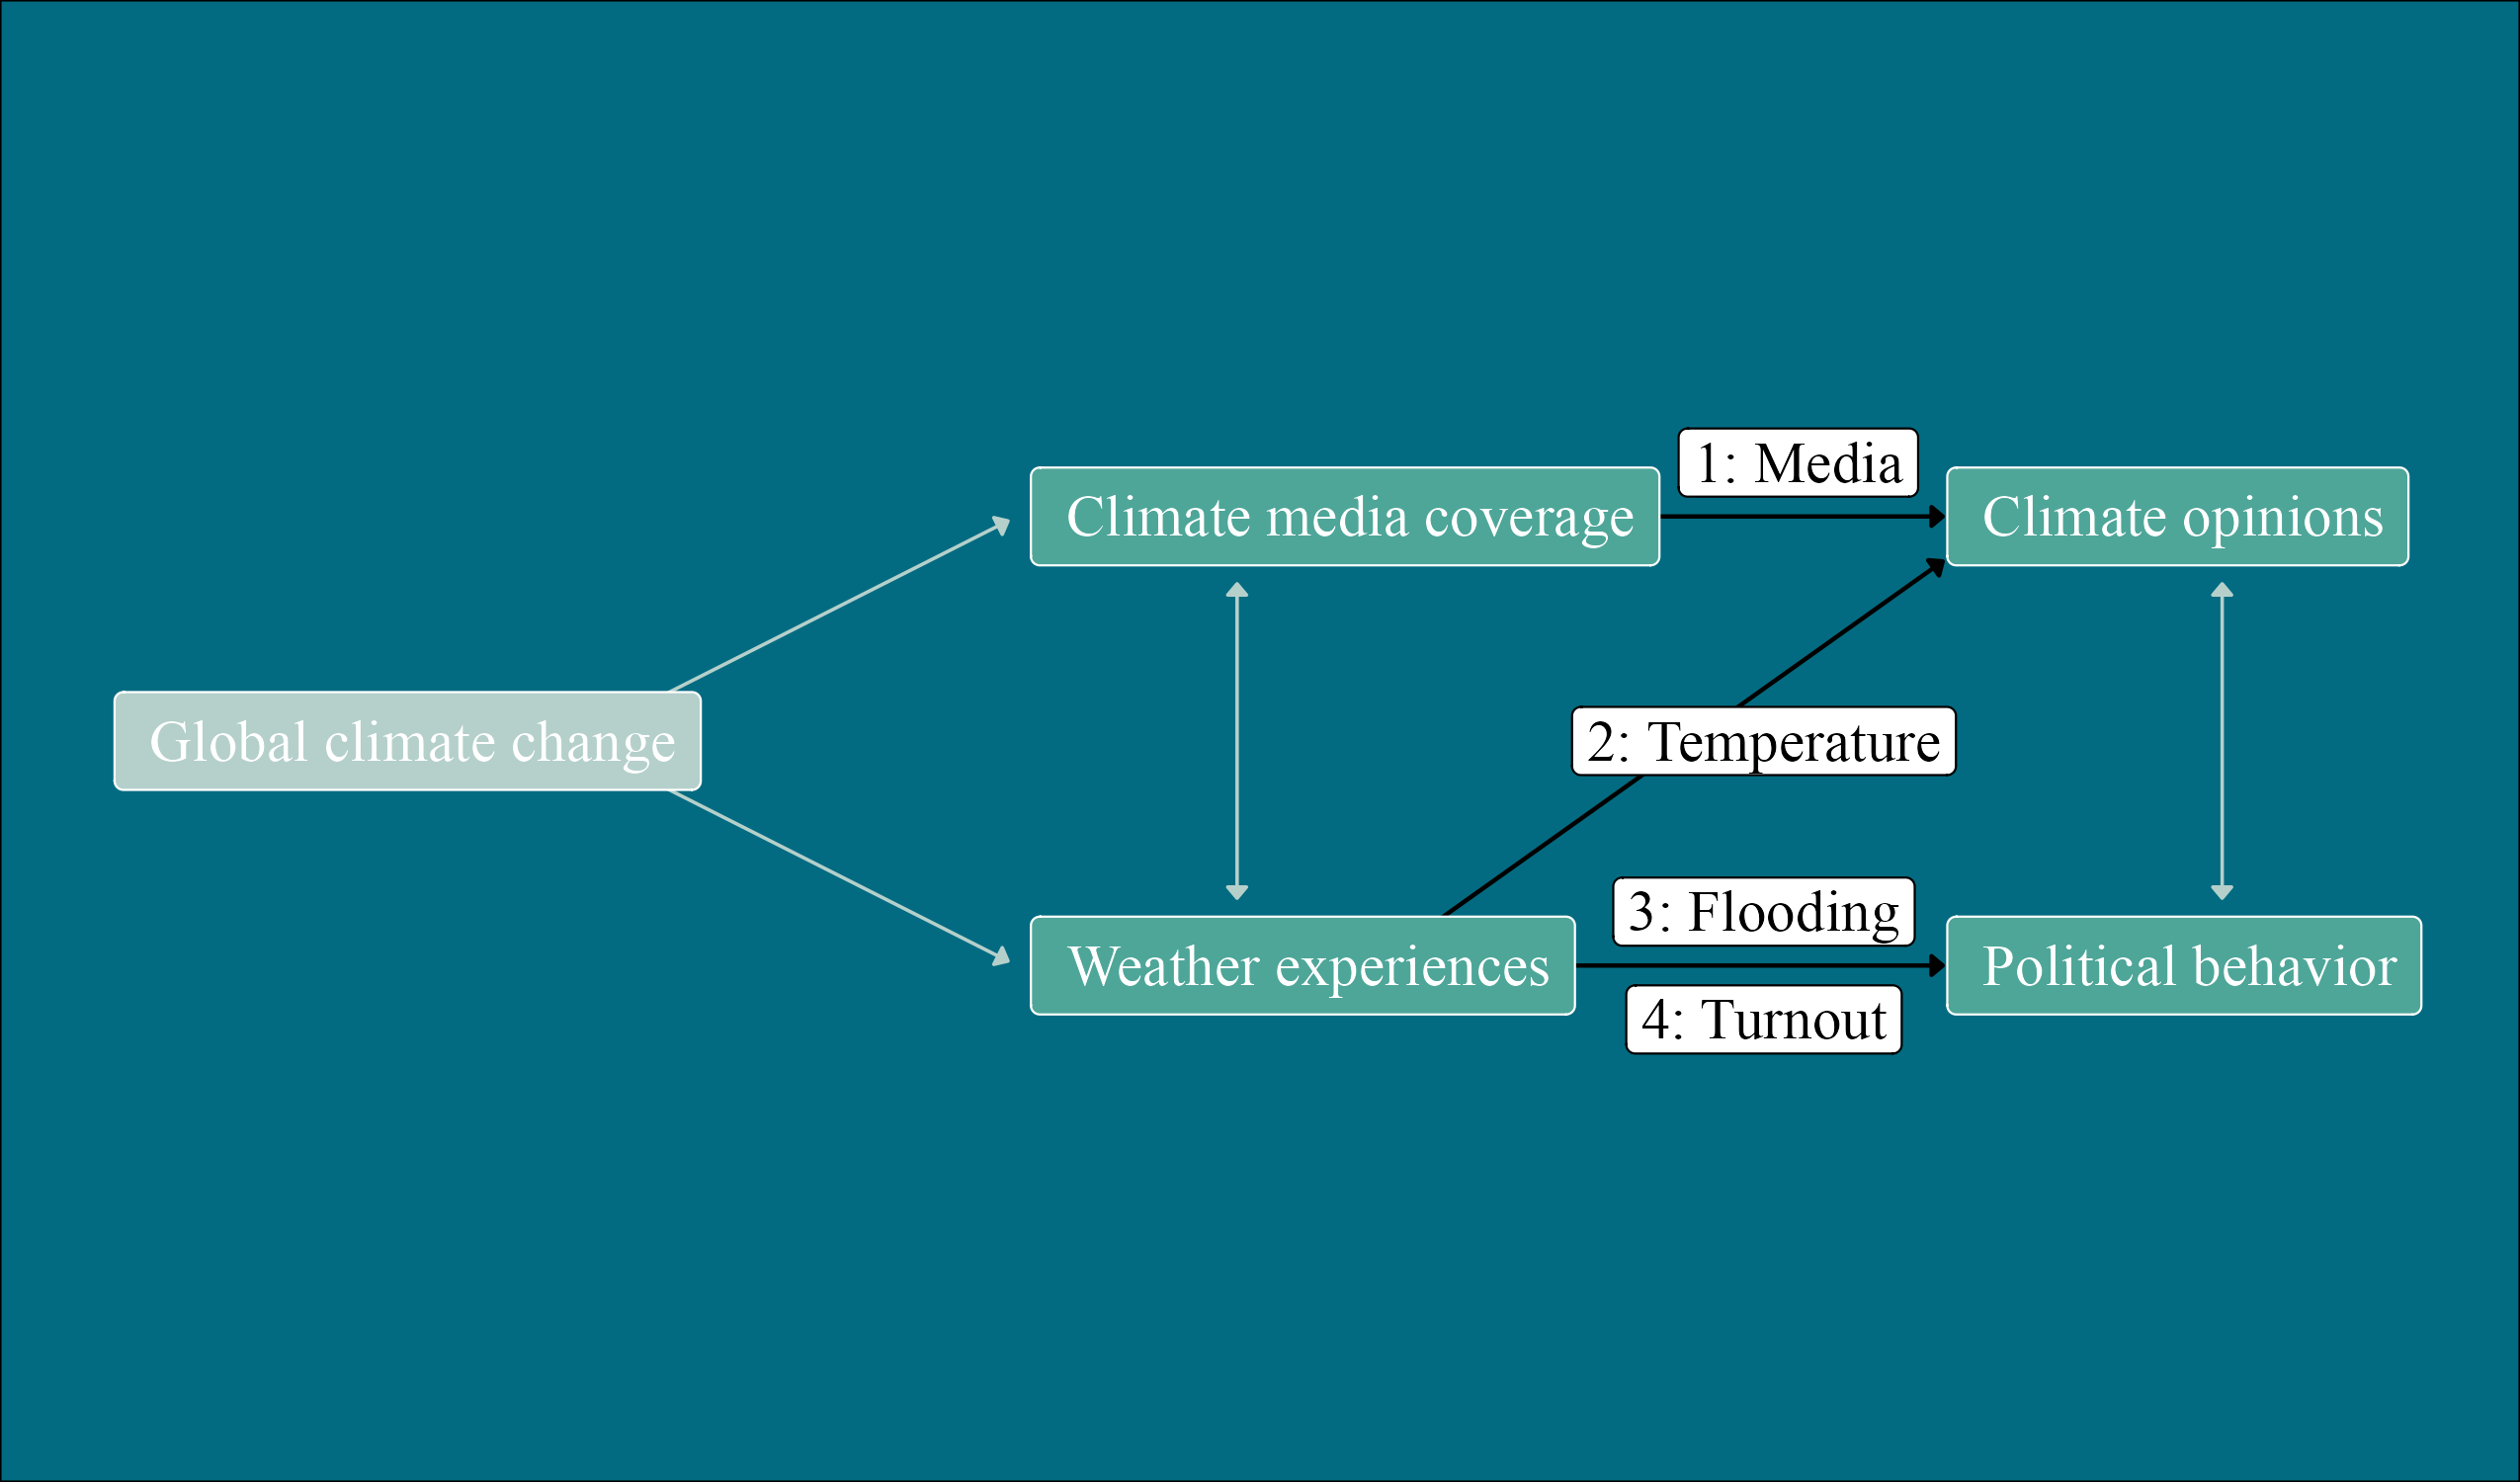 1: Media
Climate media coverage
Climate opinions
Global climate change
2: Temperature
3: Flooding
Weather experiences
Political behavior
4: Turnout